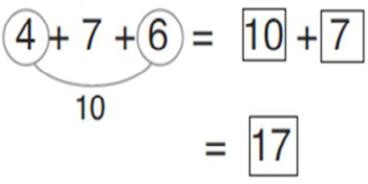 4 + 7 + 6 = 10 + 7
10
= 17